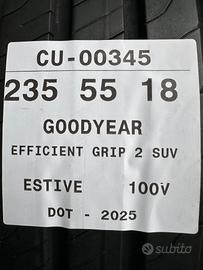 CU-00345
235 55 18
GOODYEAR
EFFICIENT GRIP 2 SUV
ESTIVE 100V
DOT - 2025
subito